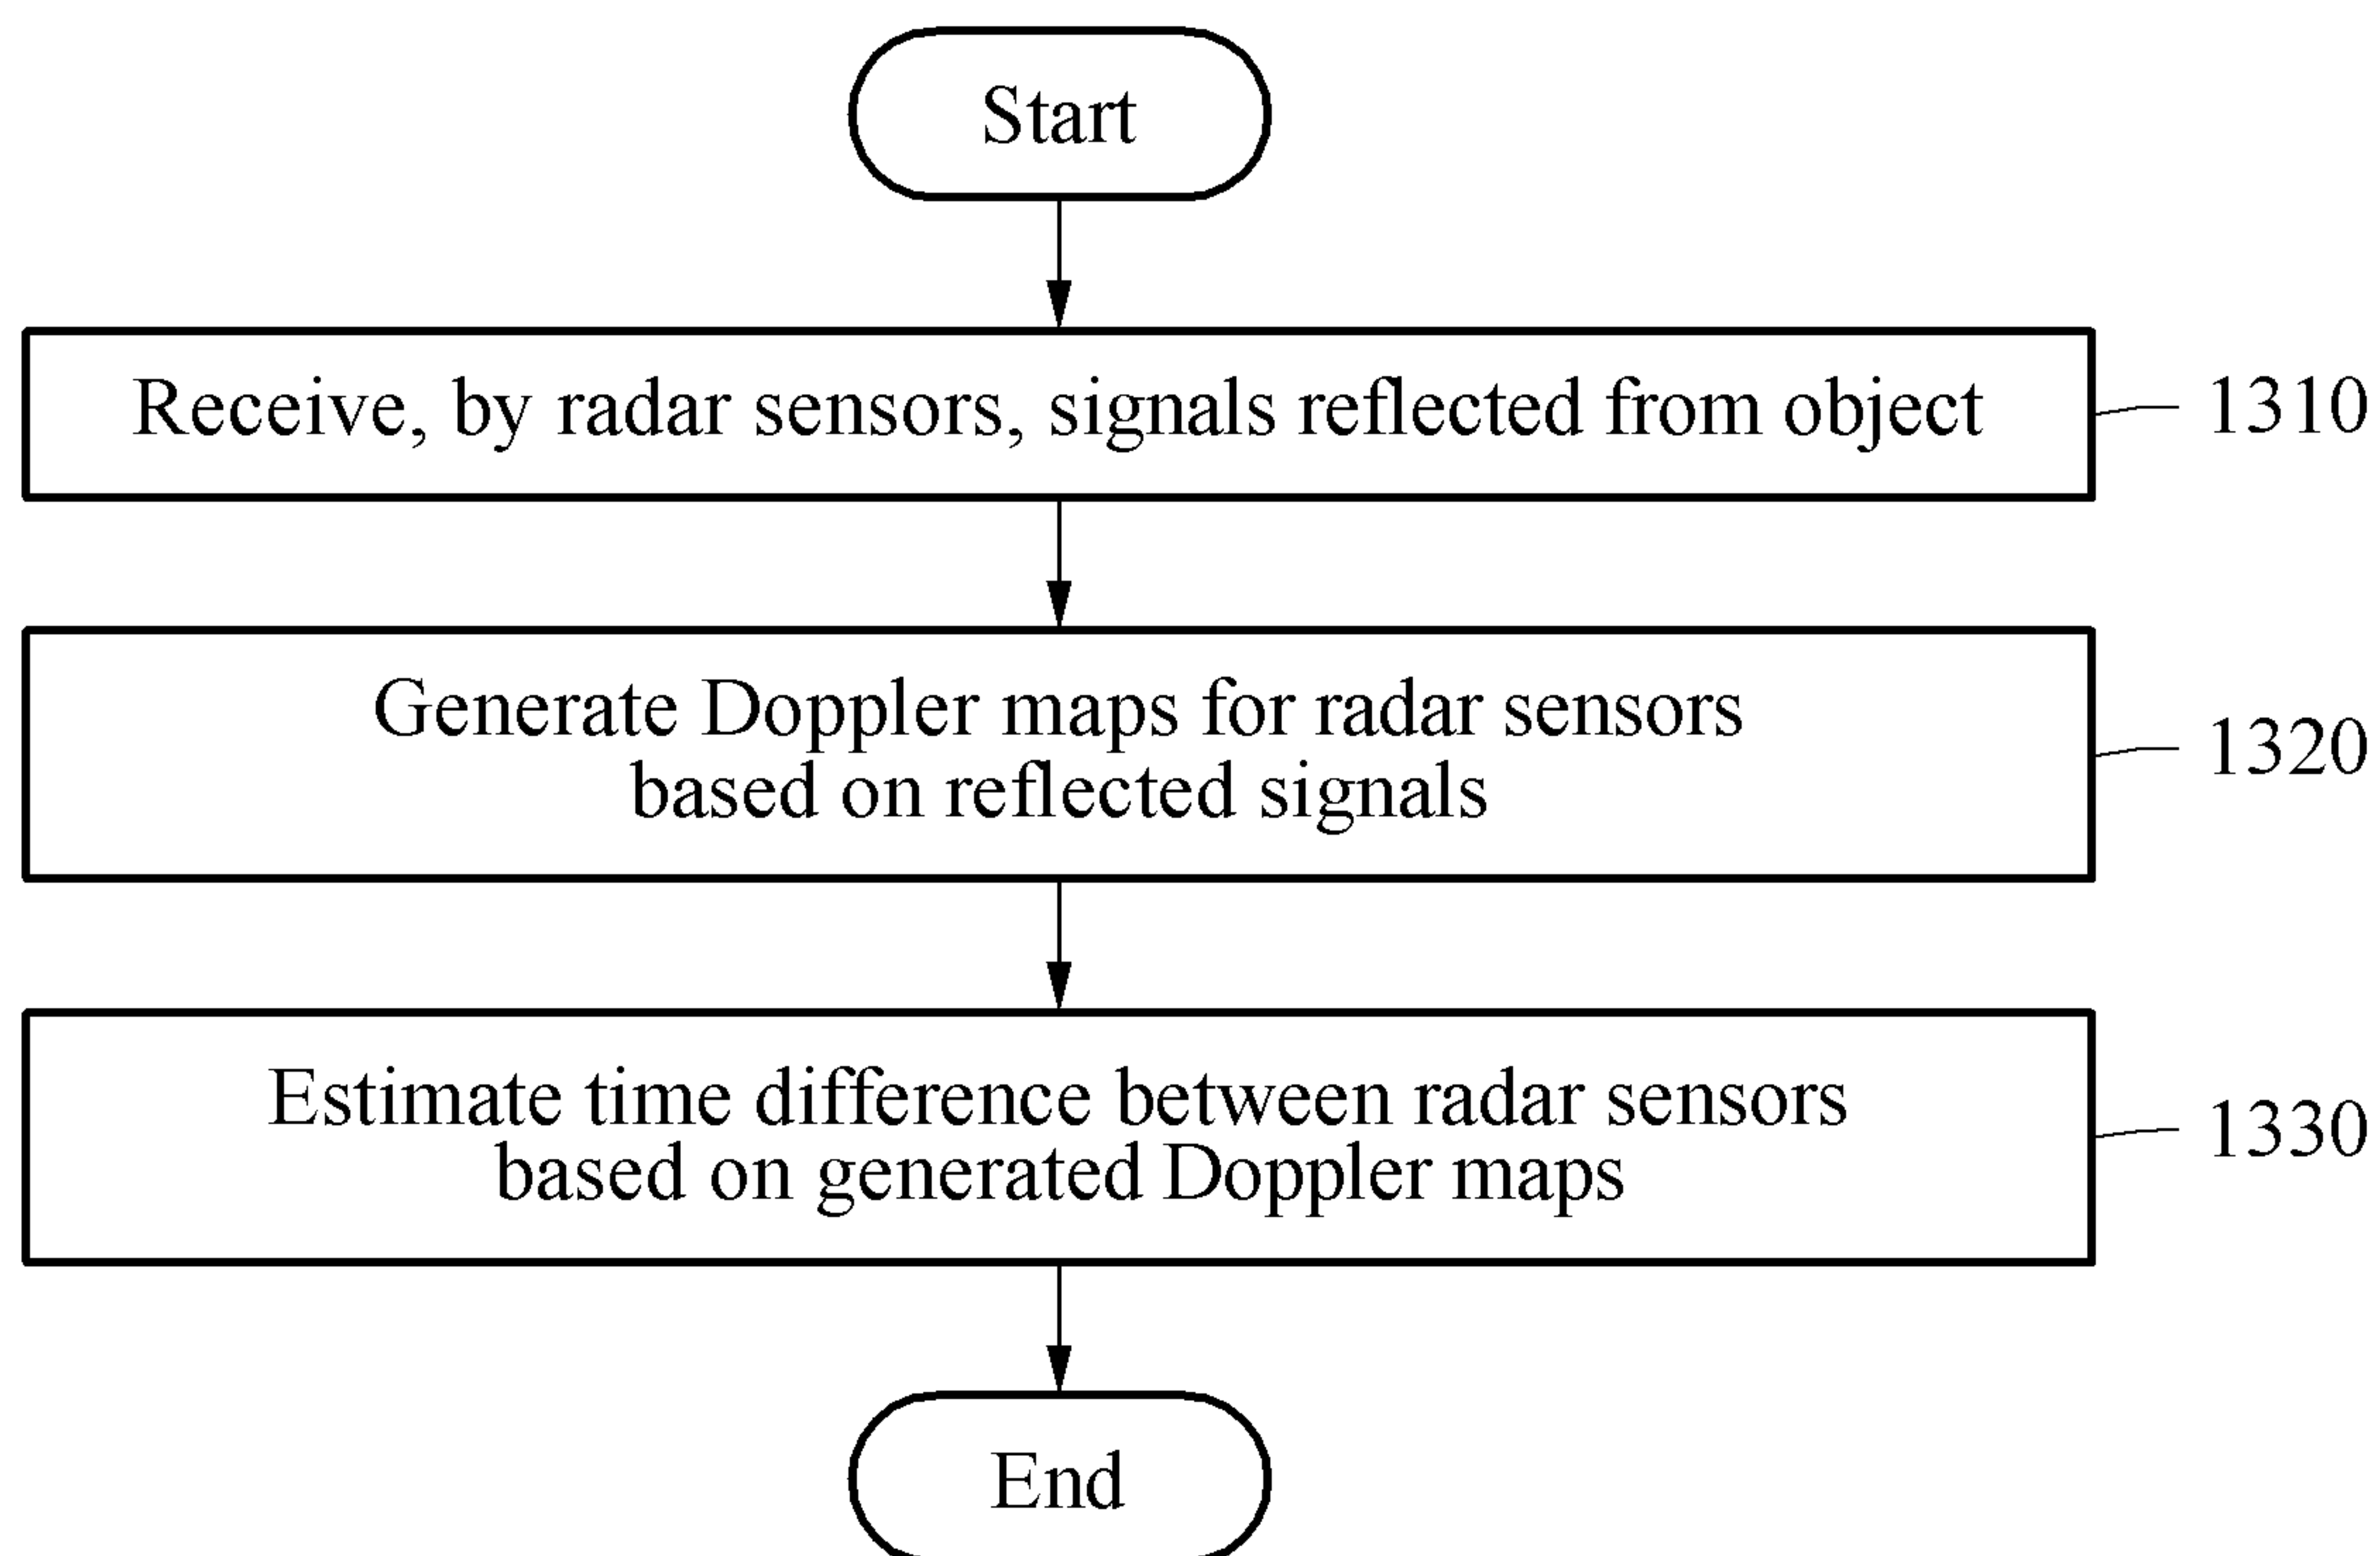 Start
Receive, by radar sensors, signals reflected from object
1310
Generate Doppler maps for radar sensors
based on reflected signals
1320
Estimate time difference between radar sensors
based on generated Doppler maps
1330
End